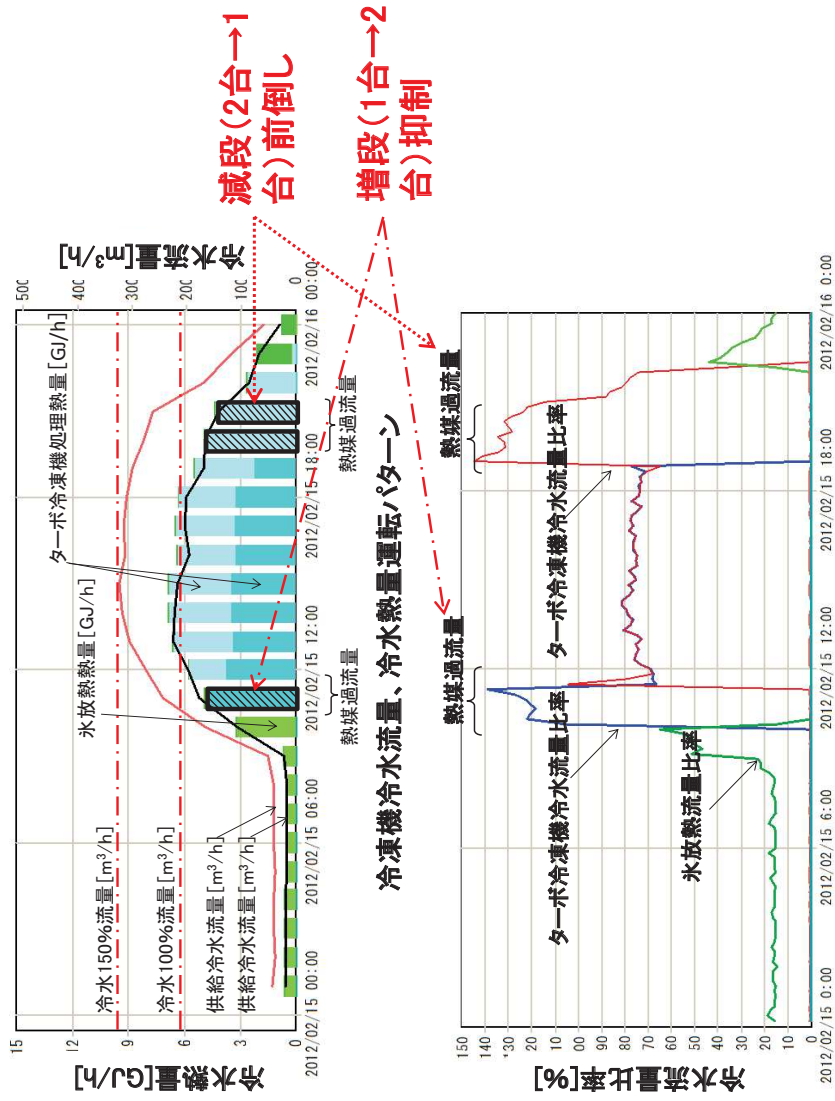 冷水熱量[GJ/h]
15
12
9
6
3
0
冷水150%流量[m³/h]
冷水100%流量[m³/h]
供給冷水流量[m³/h]
供給冷水流量[m³/h]
氷放熱熱量[GJ/h]
ターボ冷凍機処理熱量[GJ/h]
冷水流量[m³/h]
500
400
300
200
100
0
2012/02/15 00:00
2012/02/15 06:00
2012/02/15 12:00
2012/02/15 18:00
2012/02/16 00:00
熱媒過流量
熱媒過流量
減段(2台→1
台)前倒し
増段(1台→2
台)抑制
冷凍機冷水流量、冷水熱量運転パターン
冷水流量比率[%]
150
140
130
120
110
100
90
80
70
60
50
40
30
20
10
0
熱媒過流量
熱媒過流量
ターボ冷凍機冷水流量比率
ターボ冷凍機冷水流量比率
氷放熱流量比率
2012/02/15 0:00
2012/02/15 6:00
2012/02/15 12:00
2012/02/15 18:00
2012/02/16 0:00